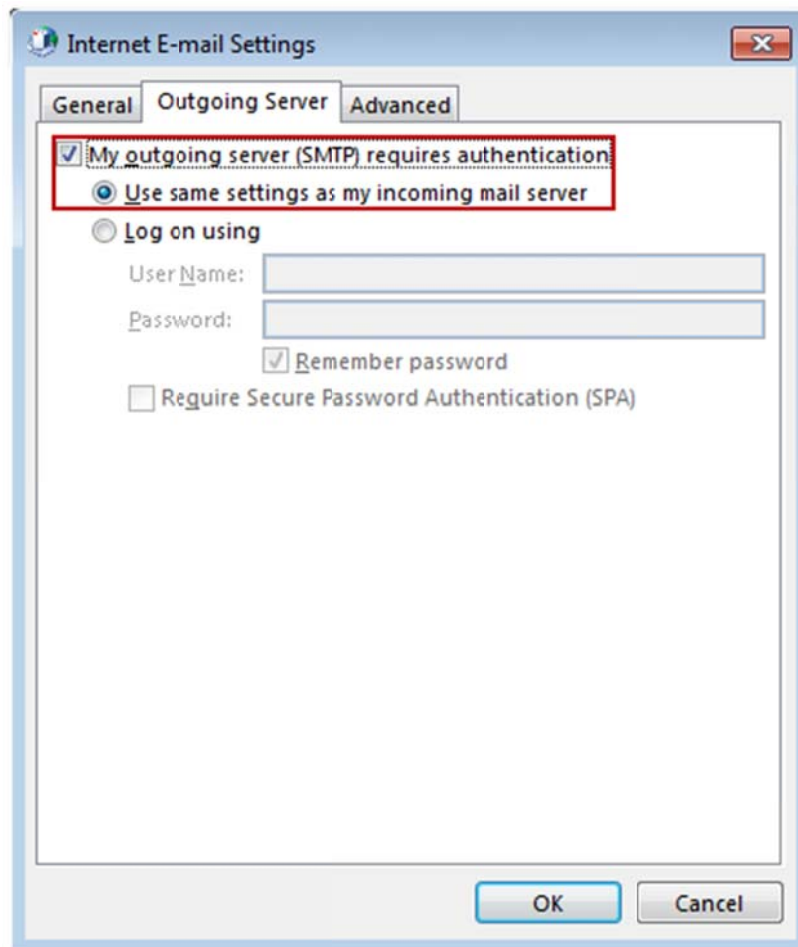 Internet E-mail Settings
General Outgoing Server Advanced
My outgoing server (SMTP) requires authentication
Use same settings as my incoming mail server
Log on using
User Name:
Password:
Remember password
Require Secure Password Authentication (SPA)
OK Cancel